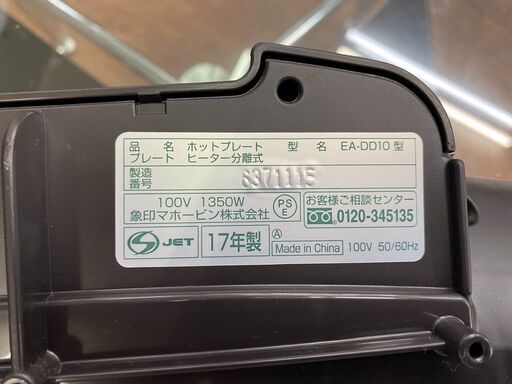 品 名 ホットプレート 型 名 EA-DD10 型
プレート ヒーター分離式
製造
番号 6371115
100V 1350W
象印マホービン株式会社
PS
E
お客様ご相談センター
0120-345135
S JET
17年製
A
Made in China
100V 50/60Hz